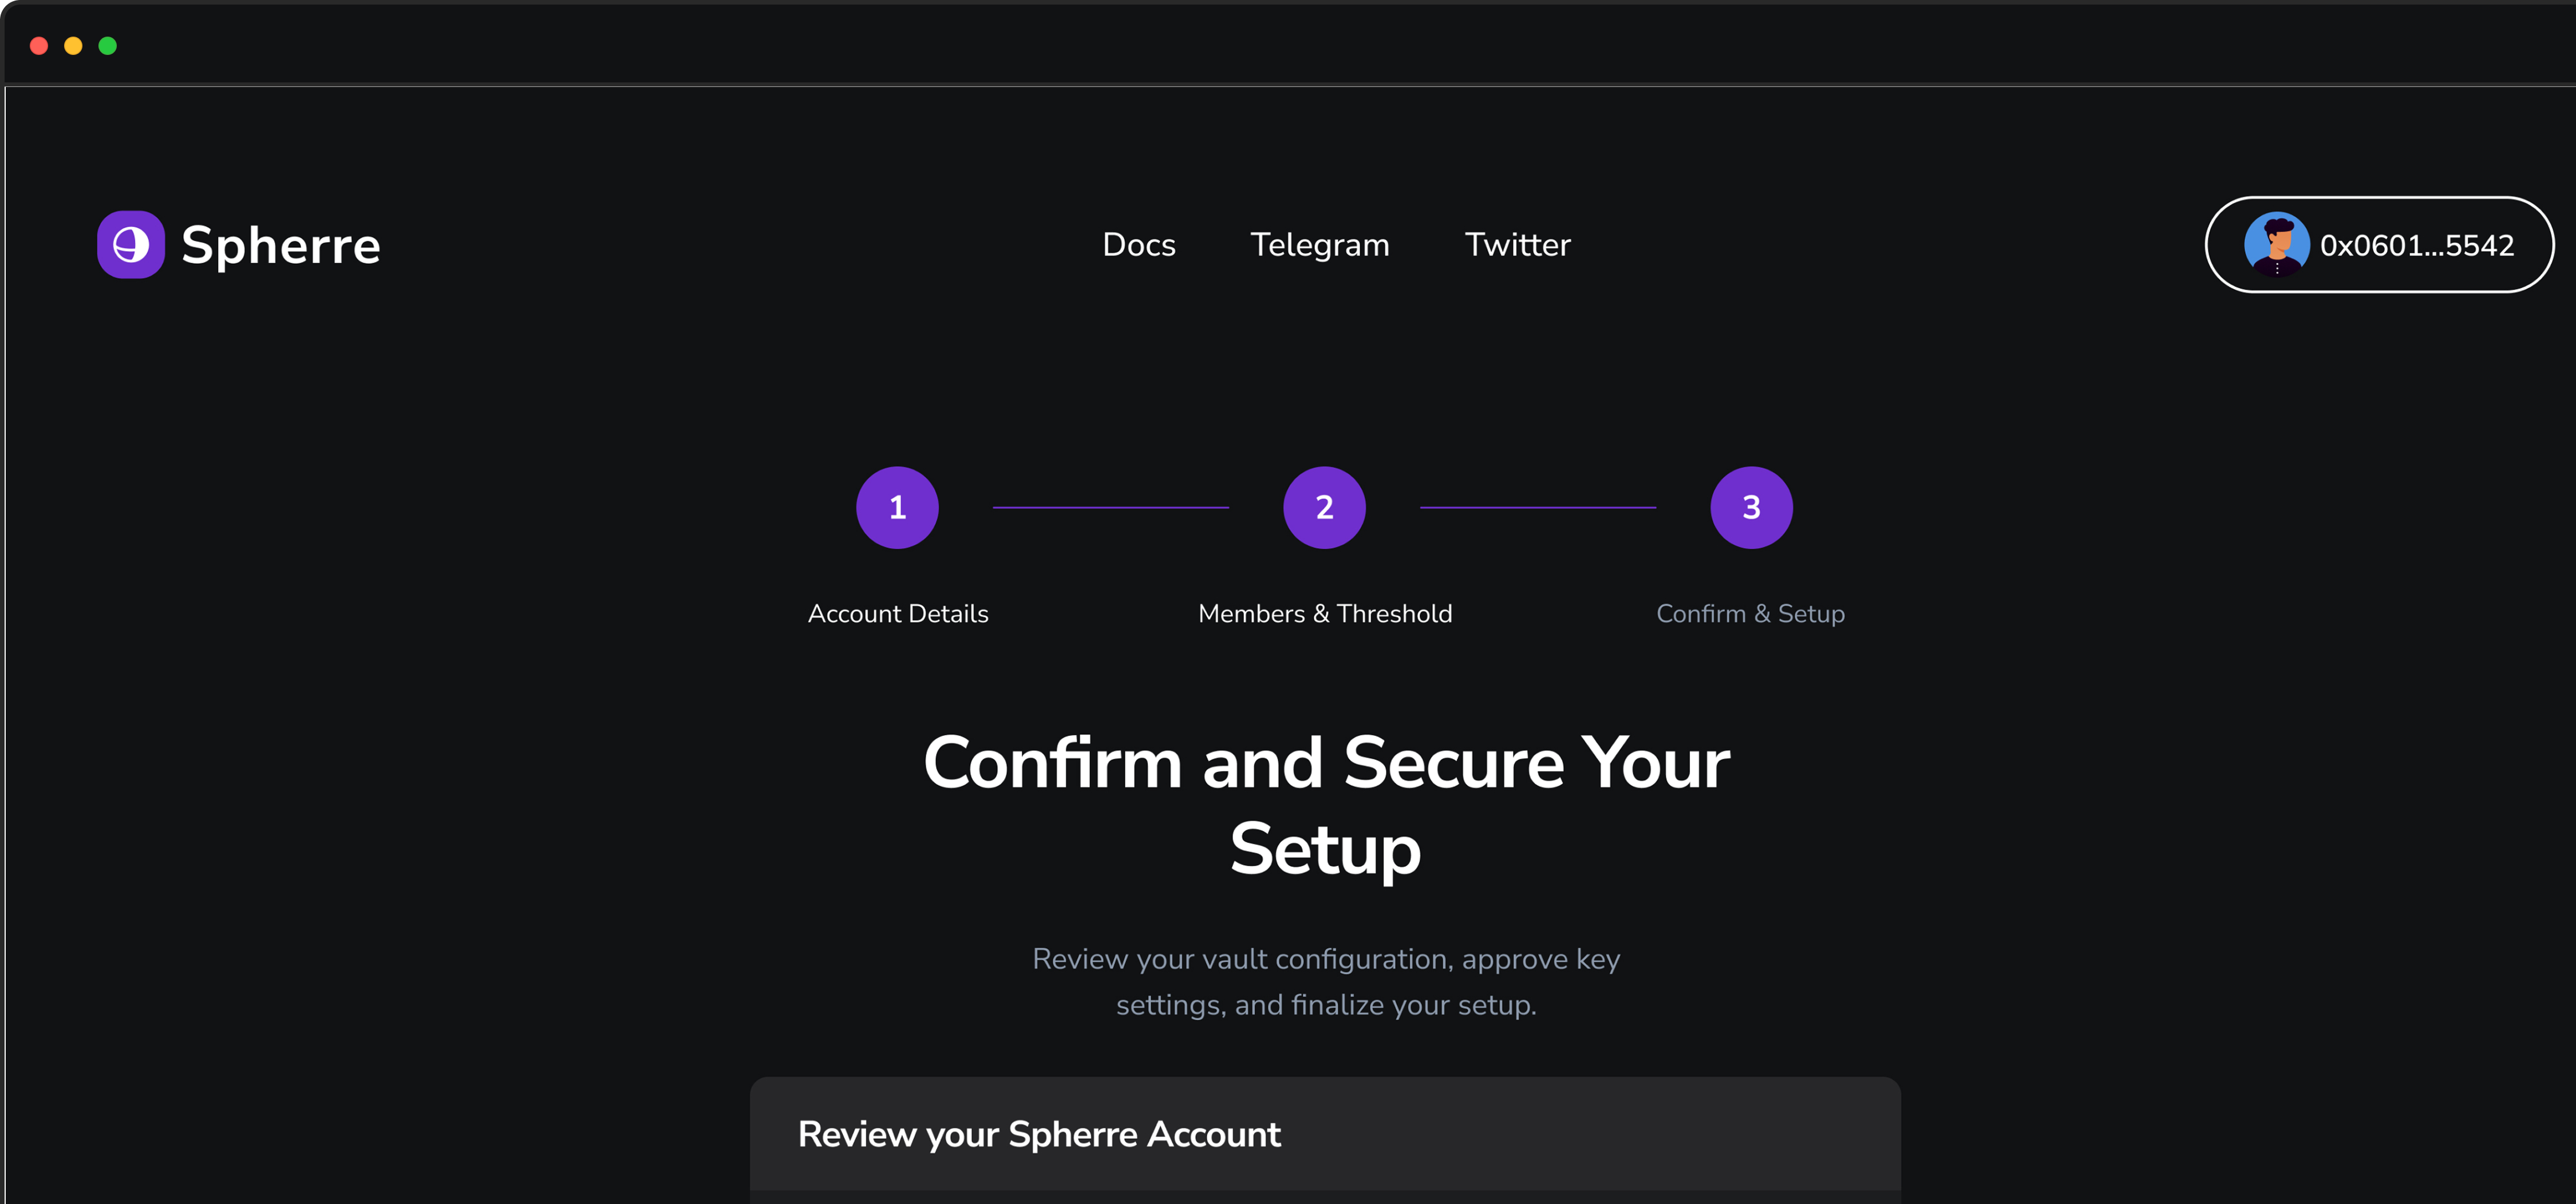 Spherre
Docs
Telegram
Twitter
0x0601...5542
1
2
3
Account Details
Members & Threshold
Confirm & Setup
Confirm and Secure Your
Setup
Review your vault configuration, approve key
settings, and finalize your setup.
Review your Spherre Account